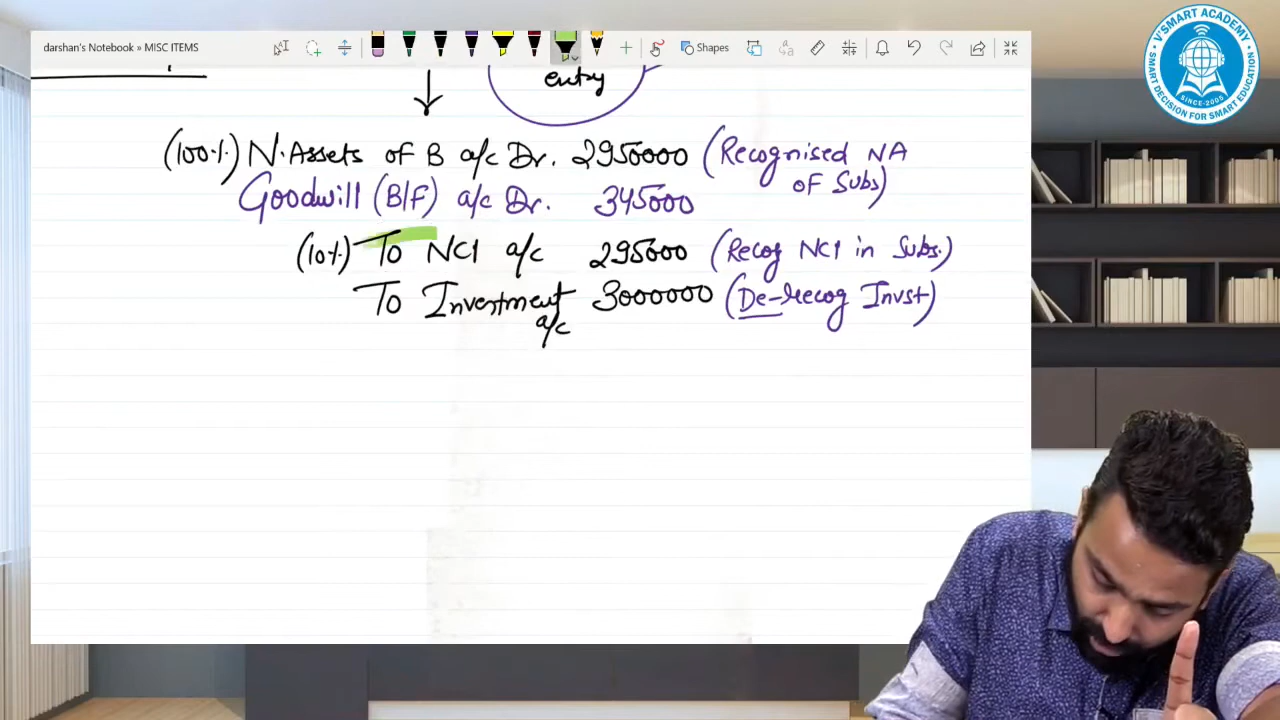 darshan's Notebook » MISC ITEMS
Shapes
V'SMART ACADEMY
SINCE-2005
SMART DECISION FOR SMART EDUCATION
entry
(100%) N. Assets of B a/c Dr. 2950000 (Recognised NA
of Subs)
Goodwill (B/F) a/c Dr. 345000
(10%) To NCI a/c 295000 (Recog NCI in Subs.)
To Investment 3000000 (De-recog Invst)
a/c